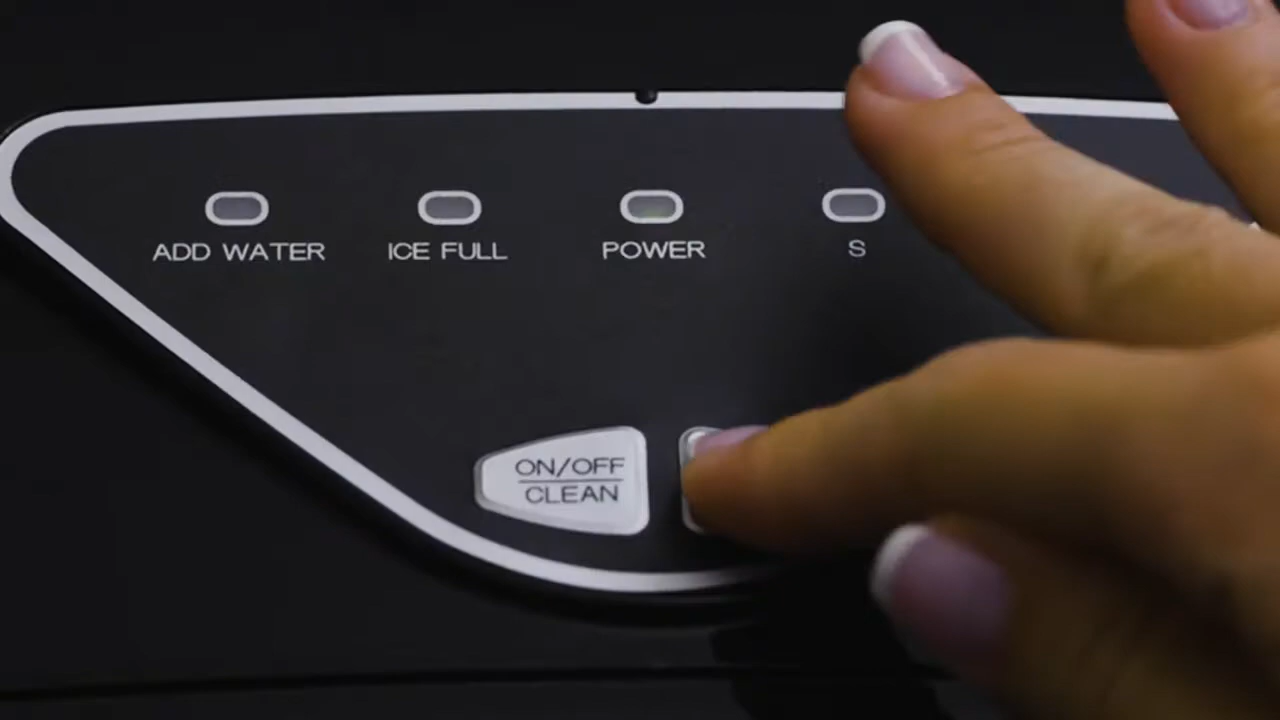 ADD WATER
ICE FULL
POWER
S
ON/OFF
CLEAN